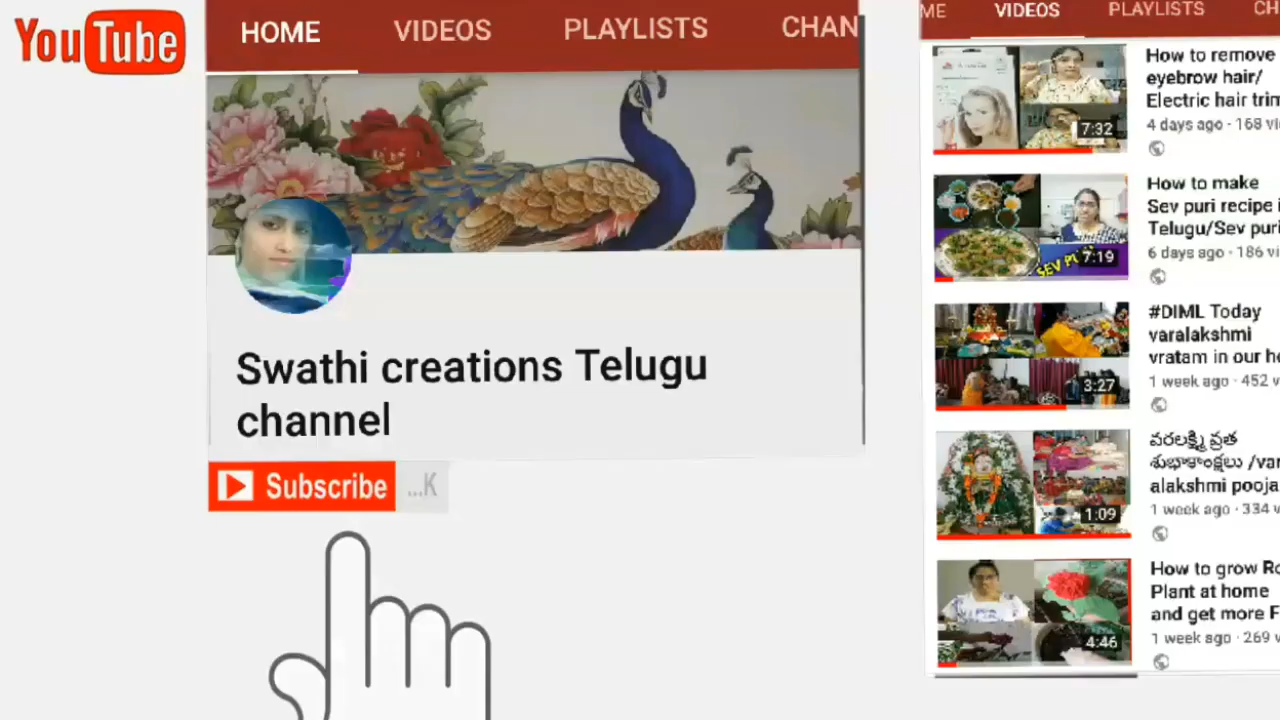 YouTube
HOME VIDEOS PLAYLISTS CHAN
Swathi creations Telugu
channel
Subscribe ...K
ME VIDEOS PLAYLISTS CH
How to remove
eyebrow hair/
Electric hair trim
4 days ago · 168 vi
7:32
How to make
Sev puri recipe i
Telugu/Sev puri
6 days ago · 186 vi
SEV PU
7:19
#DIML Today
varalakshmi
vratam in our ho
1 week ago · 452 v
3:27
వరలక్ష్మి వ్రత
శుభాకాంక్షలు /var
alakshmi pooja
1 week ago · 334 v
1:09
How to grow Ro
Plant at home
and get more F
1 week ago · 269 v
4:46